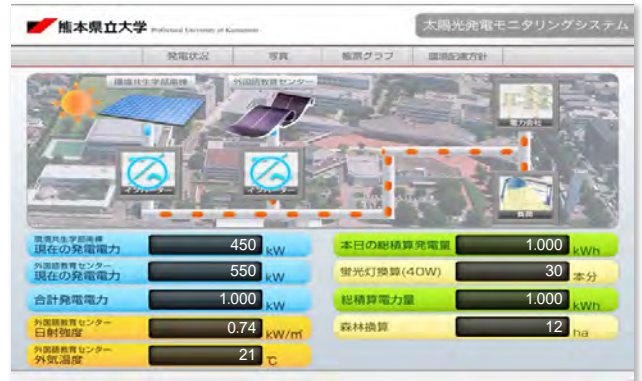 熊本県立大学 Prefectural University of Kumamoto
太陽光発電モニタリングシステム
発電状況 写真 帳票グラフ 環境配慮方針
環境共生学部南棟
外国語教育センター
電力会社
インバーター
インバーター
負荷
環境共生学部南棟
現在の発電電力 450 kW
本日の総積算発電量 1.000 kWh
外国語教育センター
現在の発電電力 550 kW
蛍光灯換算(40W) 30 本分
合計発電電力 1.000 kW
総積算電力量 1.000 kWh
外国語教育センター
日射強度 0.74 kW/㎡
森林換算 12 ha
外国語教育センター
外気温度 21 ℃